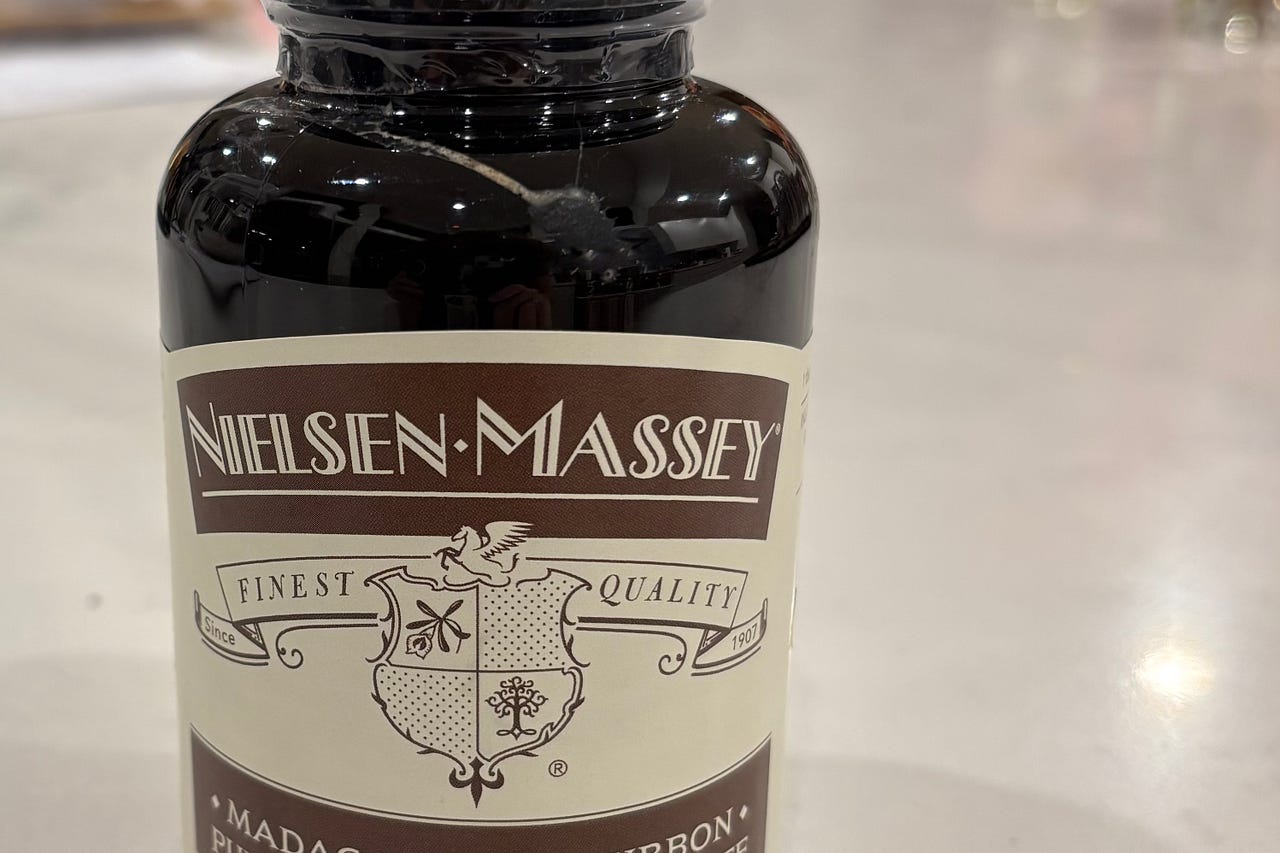 NIELSEN·MASSEY®
FINEST QUALITY
Since 1907
®